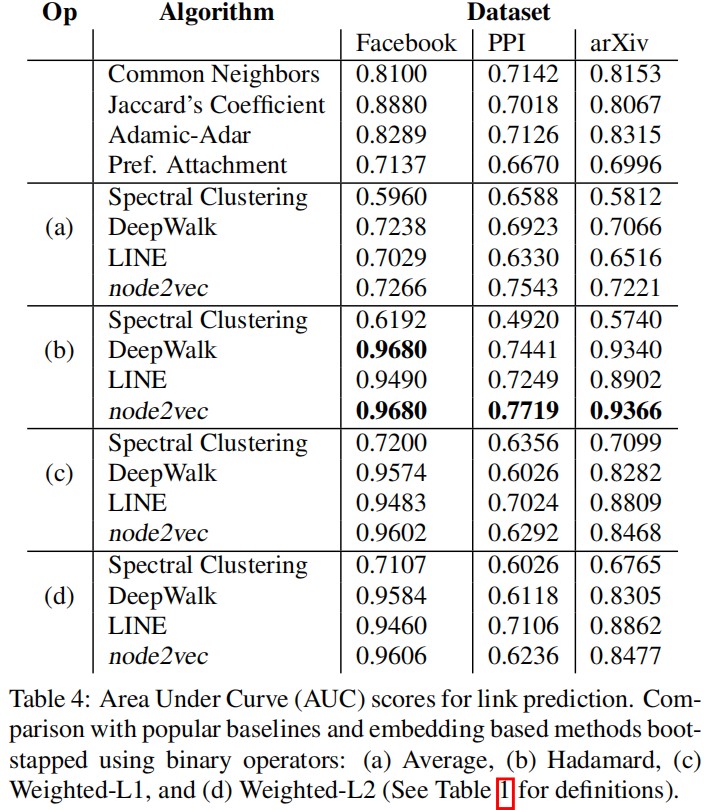 Op Algorithm Dataset
Facebook PPI arXiv
Common Neighbors 0.8100 0.7142 0.8153
Jaccard's Coefficient 0.8880 0.7018 0.8067
Adamic-Adar 0.8289 0.7126 0.8315
Pref. Attachment 0.7137 0.6670 0.6996
Spectral Clustering 0.5960 0.6588 0.5812
(a) DeepWalk 0.7238 0.6923 0.7066
LINE 0.7029 0.6330 0.6516
node2vec 0.7266 0.7543 0.7221
Spectral Clustering 0.6192 0.4920 0.5740
(b) DeepWalk 0.9680 0.7441 0.9340
LINE 0.9490 0.7249 0.8902
node2vec 0.9680 0.7719 0.9366
Spectral Clustering 0.7200 0.6356 0.7099
(c) DeepWalk 0.9574 0.6026 0.8282
LINE 0.9483 0.7024 0.8809
node2vec 0.9602 0.6292 0.8468
Spectral Clustering 0.7107 0.6026 0.6765
(d) DeepWalk 0.9584 0.6118 0.8305
LINE 0.9460 0.7106 0.8862
node2vec 0.9606 0.6236 0.8477
Table 4: Area Under Curve (AUC) scores for link prediction. Com-
parison with popular baselines and embedding based methods boot-
stapped using binary operators: (a) Average, (b) Hadamard, (c)
Weighted-L1, and (d) Weighted-L2 (See Table 1 for definitions).